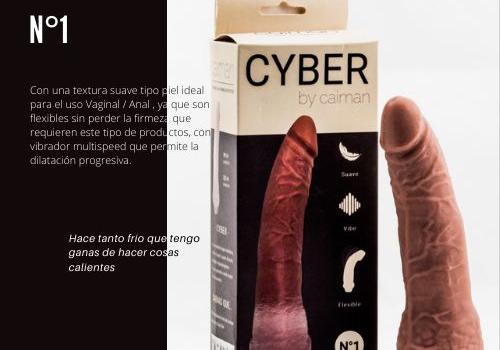 N°1
Con una textura suave tipo piel ideal
para el uso Vaginal / Anal , ya que son
flexibles sin perder la firmeza que
requieren este tipo de productos, con
vibrador multispeed que permite la
dilatación progresiva.
Hace tanto frio que tengo
ganas de hacer cosas
calientes
CYBER
by caiman
Suave
Vibe
Flexible
N°1
CYBER